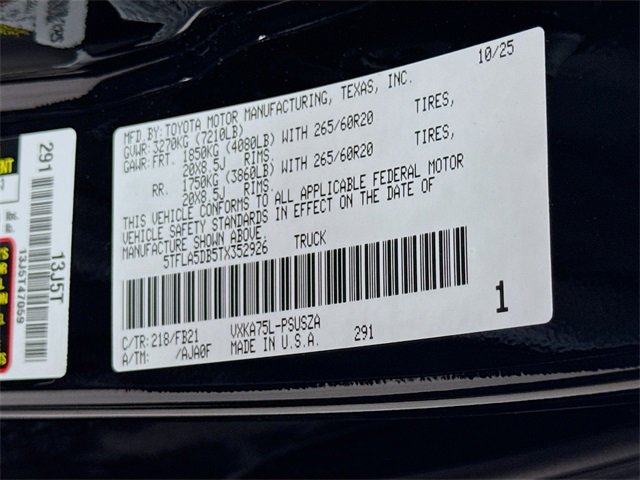 10/25
MFD.BY:TOYOTA MOTOR MANUFACTURING, TEXAS, INC.
GVWR:3270KG (7210LB)
GAWR:FRT. 1850KG (4080LB) WITH 265/60R20 TIRES,
20X8.5J RIMS.
RR. 1750KG (3860LB) WITH 265/60R20 TIRES,
20X8.5J RIMS.
THIS VEHICLE CONFORMS TO ALL APPLICABLE FEDERAL MOTOR
VEHICLE SAFETY STANDARDS IN EFFECT ON THE DATE OF
MANUFACTURE SHOWN ABOVE.
5TFLA5DB5TX352926 TRUCK
C/TR:218/FB21 VXKA75L-PSUSZA
A/TM: /AJA0F MADE IN U.S.A. 291
1
291
13J5T
13J5T47059
lbs.